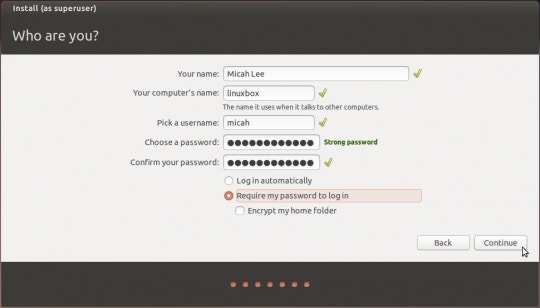 Install (as superuser)
Who are you?
Your name: Micah Lee
Your computer's name: linuxbox
The name it uses when it talks to other computers.
Pick a username: micah
Choose a password: ●●●●●●●●●●●● Strong password
Confirm your password: ●●●●●●●●●●●●
Log in automatically
Require my password to log in
Encrypt my home folder
Back Continue